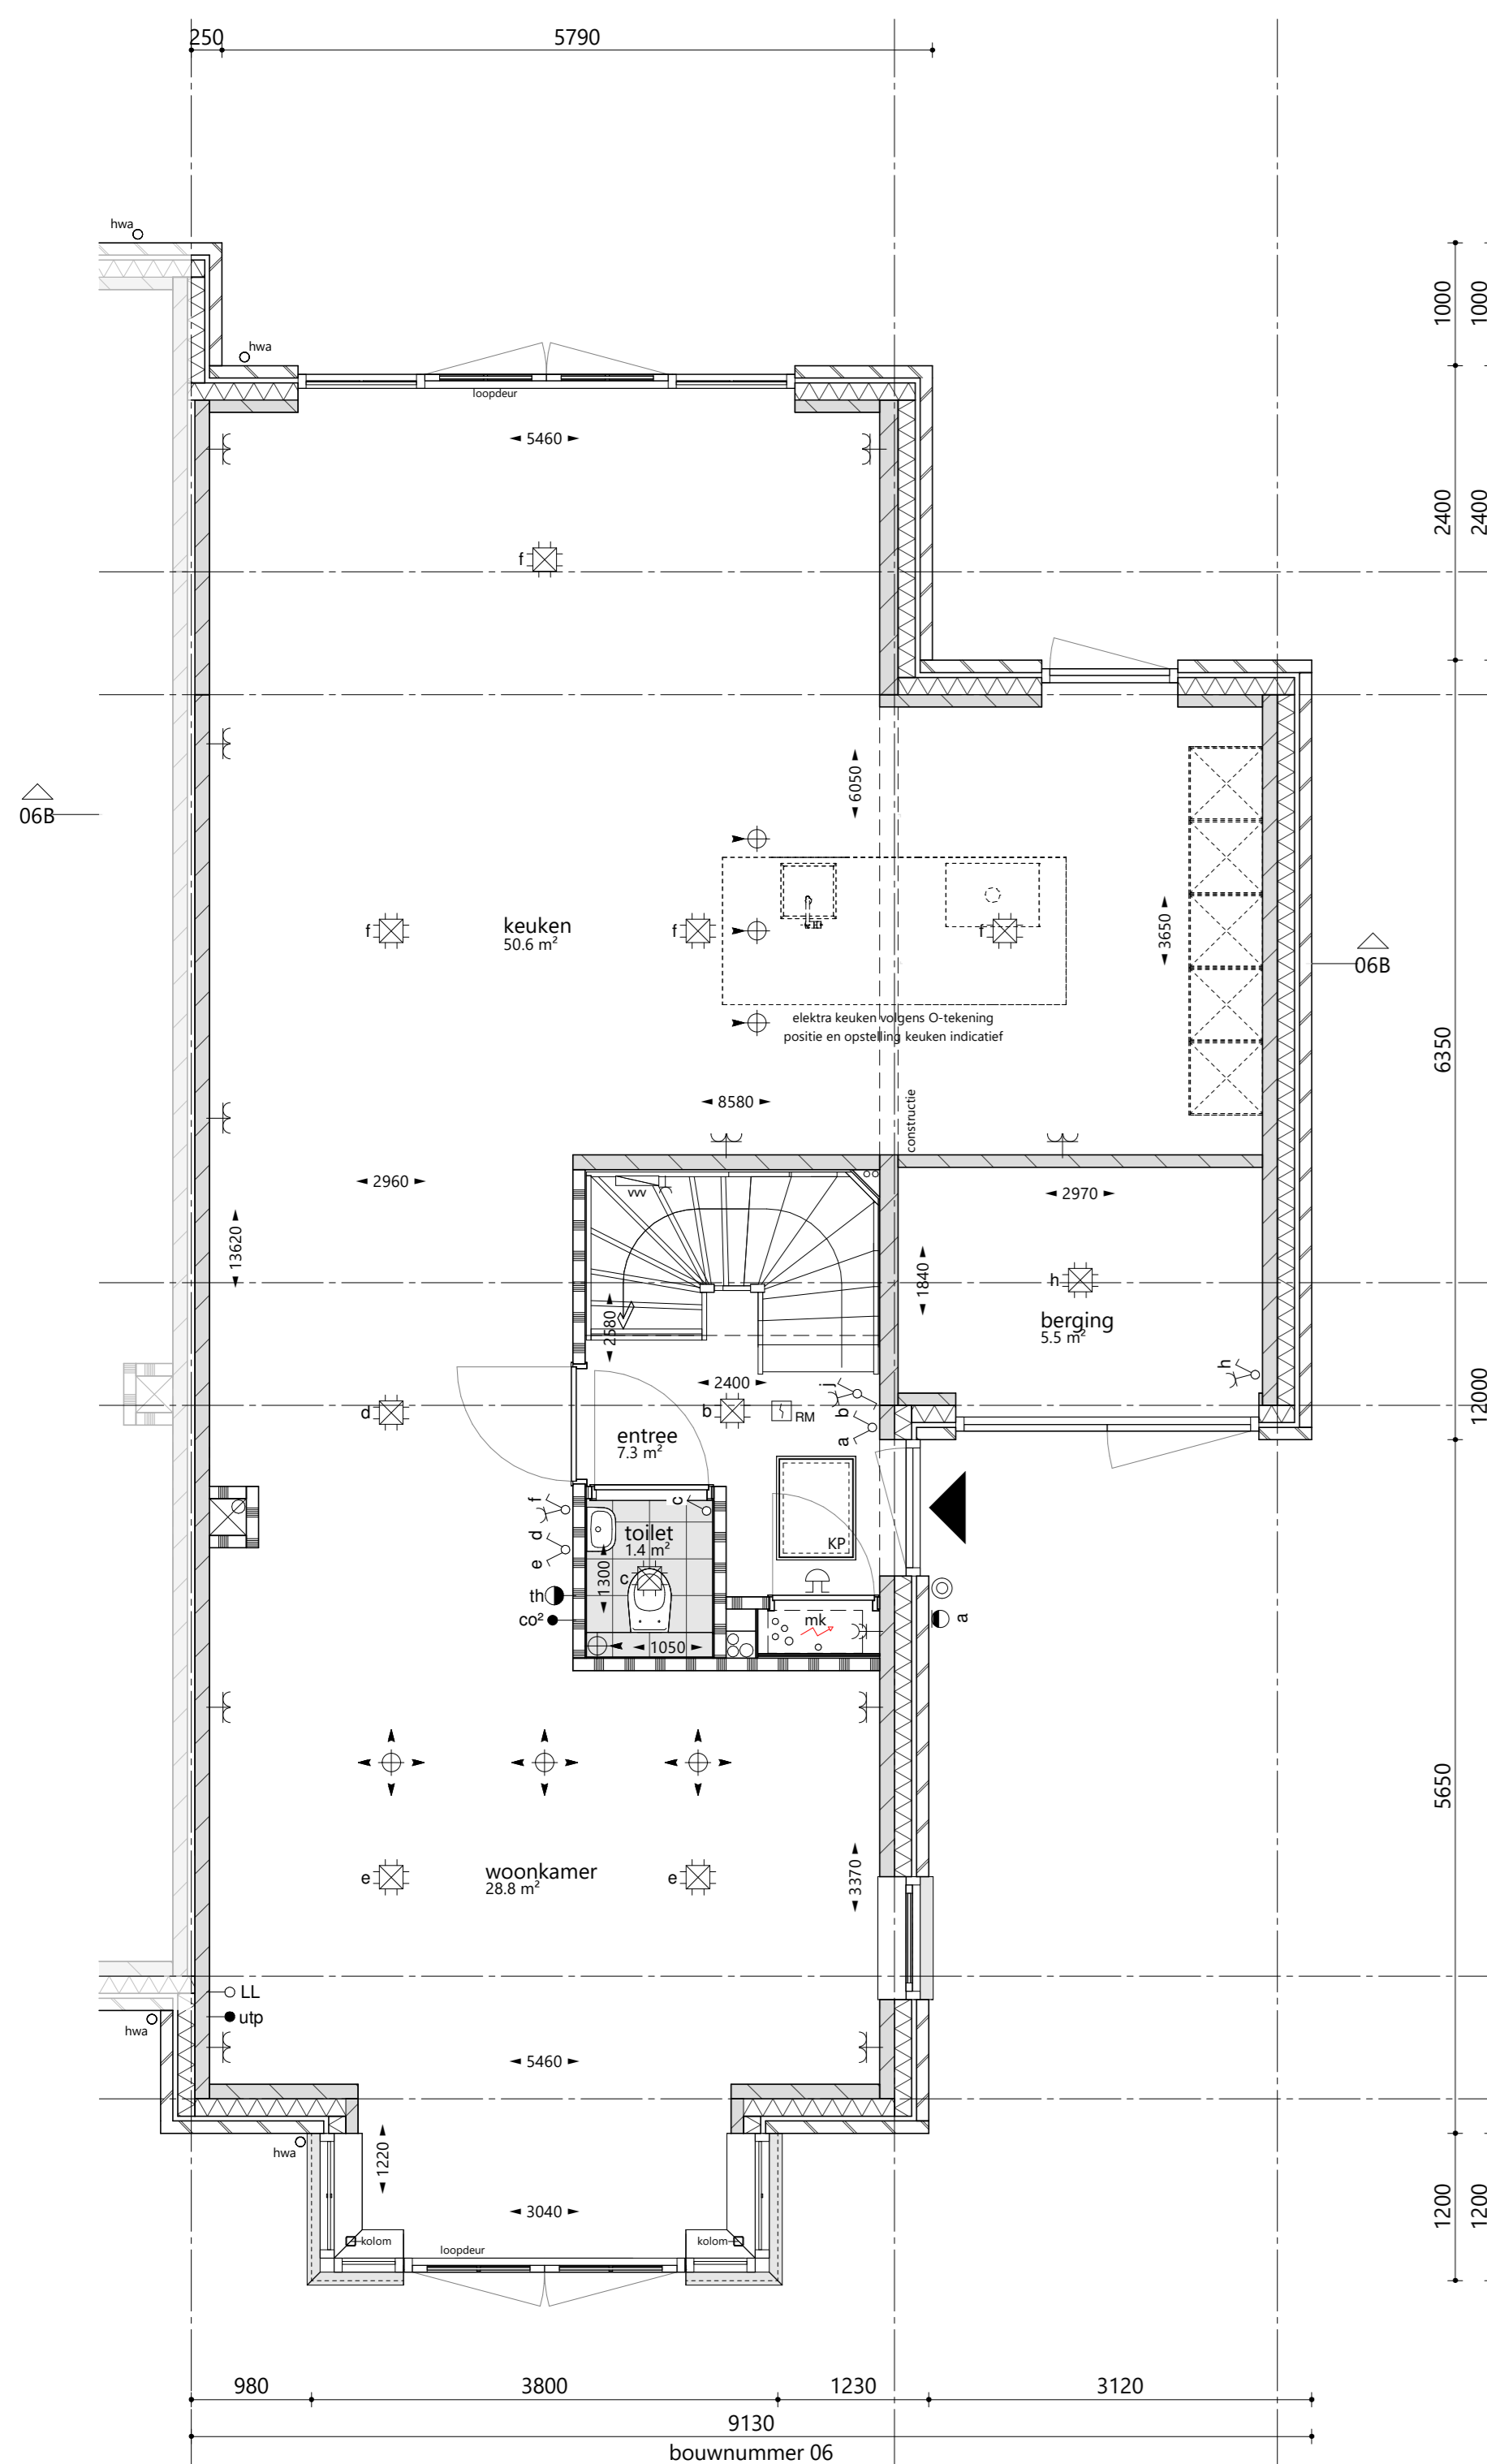 250
5790
hwa
hwa
loopdeur
5460
f
1000
1000
2400
2400
06B
6050
f
keuken
50.6 m²
f
f
3650
06B
elektra keuken volgens O-tekening
positie en opstelling keuken indicatief
6350
8580
constructie
2960
vvv
2970
13620
1840
h
2580
berging
5.5 m²
h
2400
12000
d
b
RM
j
b
a
entree
7.3 m²
f
d
e
c
toilet
1.4 m²
KP
c
1300
th
co²
mk
a
1050
5650
e
woonkamer
28.8 m²
e
3370
LL
utp
hwa
5460
hwa
1220
3040
kolom
kolom
loopdeur
1200
1200
980
3800
1230
3120
9130
bouwnummer 06